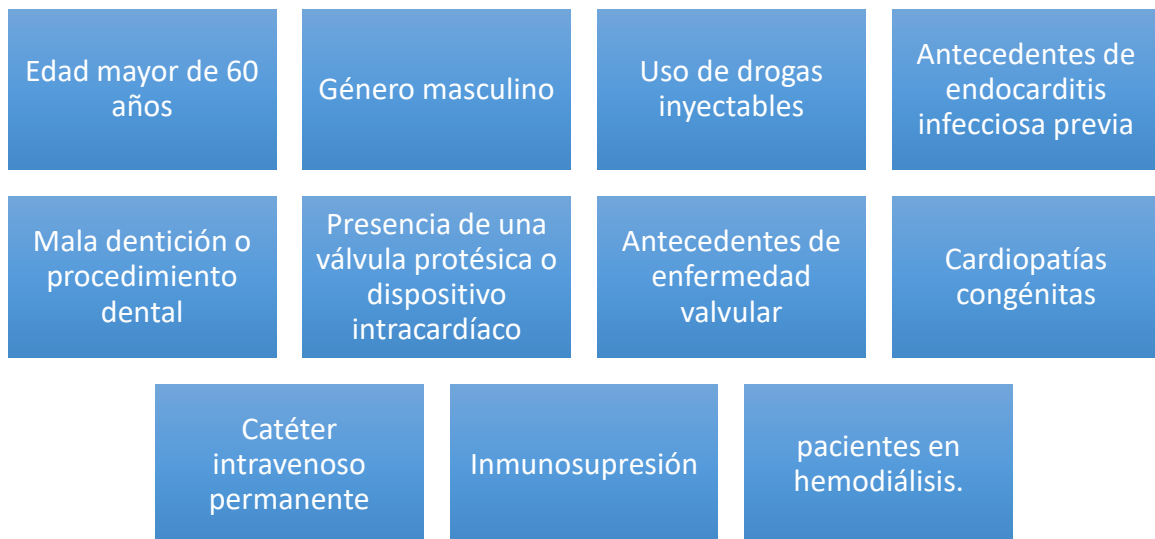 Edad mayor de 60
años
Género masculino
Uso de drogas
inyectables
Antecedentes de
endocarditis
infecciosa previa
Mala dentición o
procedimiento
dental
Presencia de una
válvula protésica o
dispositivo
intracardíaco
Antecedentes de
enfermedad
valvular
Cardiopatías
congénitas
Catéter
intravenoso
permanente
Inmunosupresión
pacientes en
hemodiálisis.